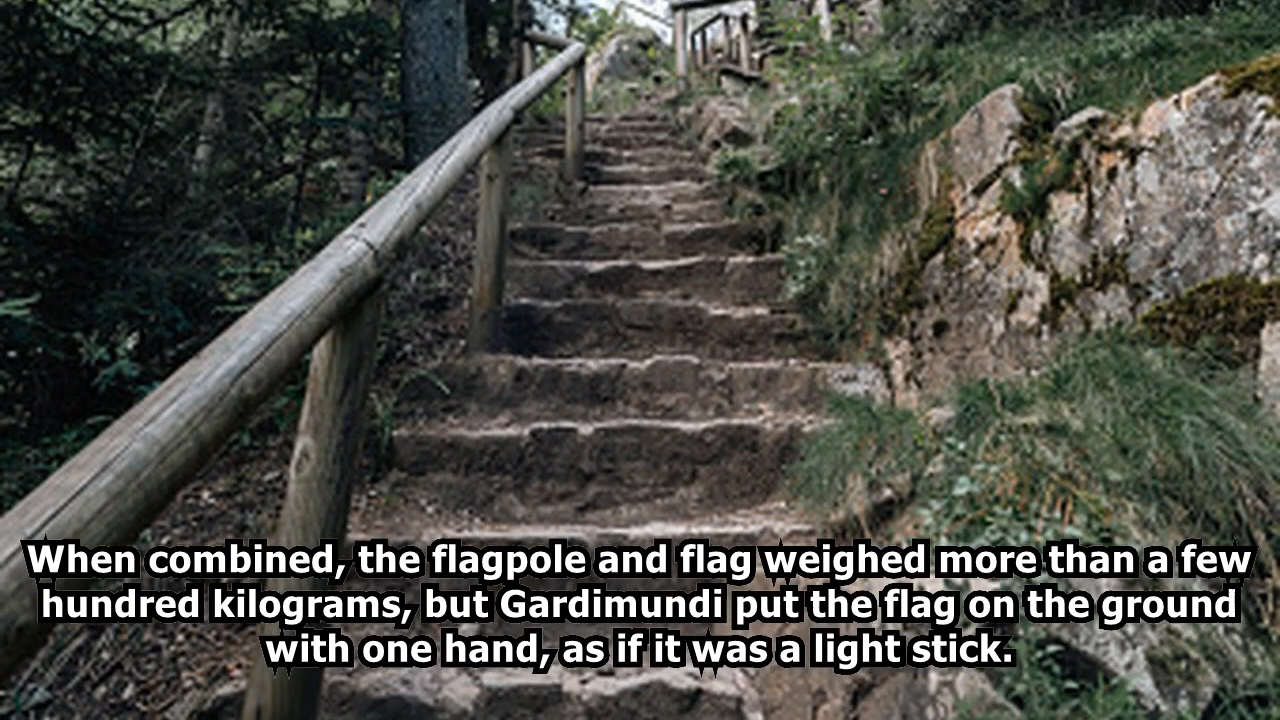 When combined, the flagpole and flag weighed more than a few
hundred kilograms, but Gardimundi put the flag on the ground
with one hand, as if it was a light stick.